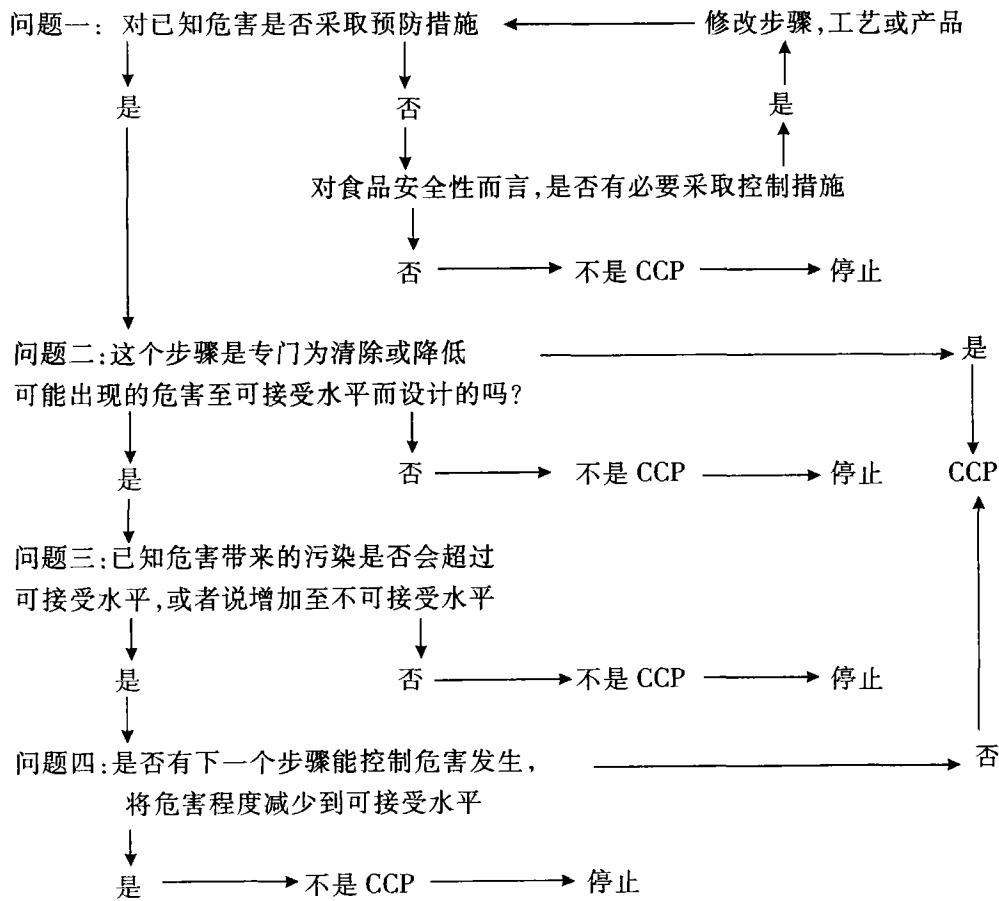 问题一: 对已知危害是否采取预防措施 修改步骤,工艺或产品
是 否 是
对食品安全性而言,是否有必要采取控制措施
否 不是 CCP 停止
问题二:这个步骤是专门为清除或降低 是
可能出现的危害至可接受水平而设计的吗?
是 否 不是 CCP 停止 CCP
问题三:已知危害带来的污染是否会超过
可接受水平,或者说增加至不可接受水平
是 否 不是 CCP 停止
问题四:是否有下一个步骤能控制危害发生, 否
将危害程度减少到可接受水平
是 不是 CCP 停止